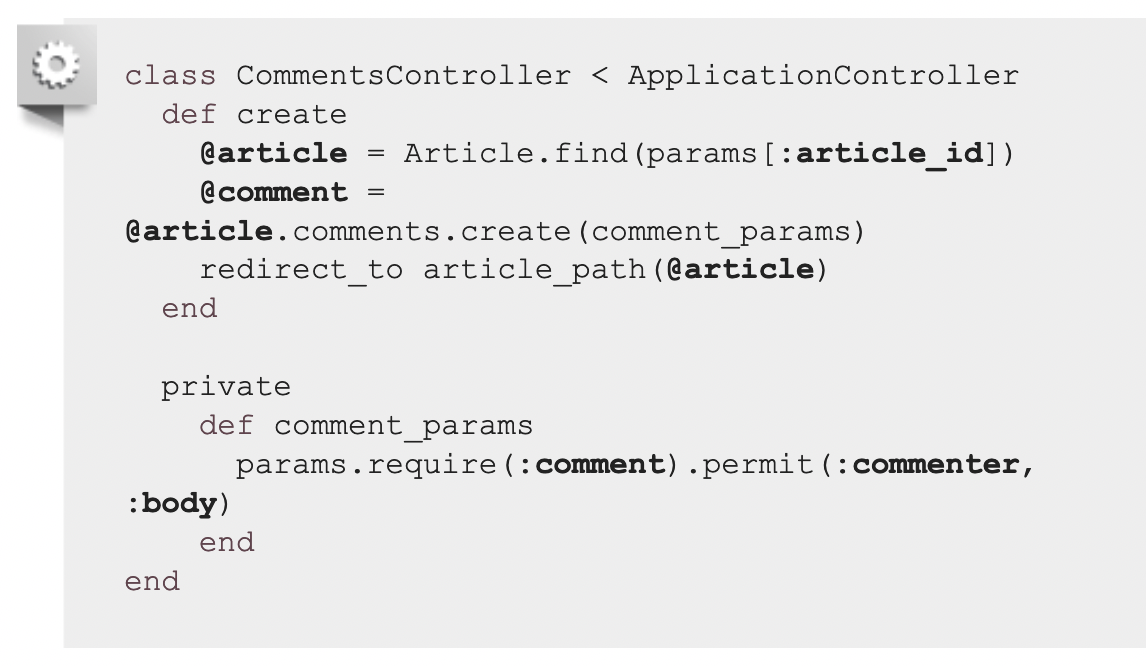 class CommentsController < ApplicationController
  def create
    @article = Article.find(params[:article_id])
    @comment =
@article.comments.create(comment_params)
    redirect_to article_path(@article)
  end

  private
    def comment_params
      params.require(:comment).permit(:commenter,
:body)
    end
end